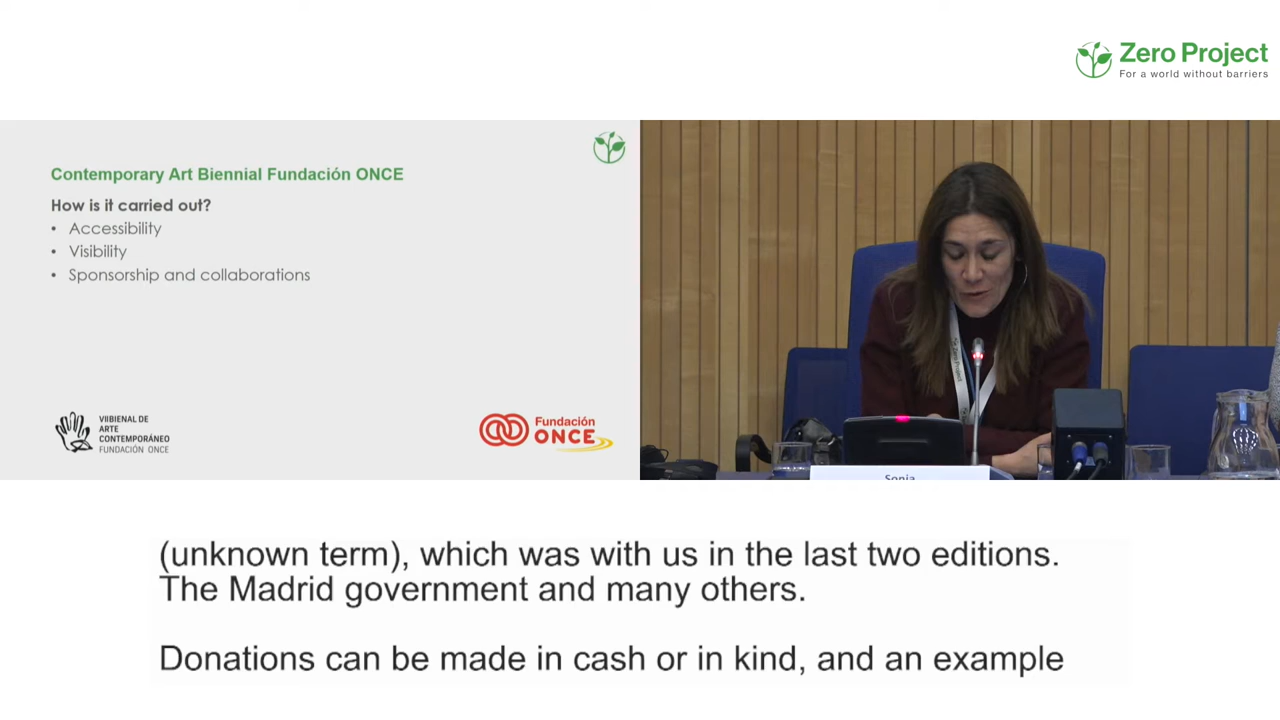 Zero Project
For a world without barriers
Contemporary Art Biennial Fundación ONCE
How is it carried out?
• Accessibility
• Visibility
• Sponsorship and collaborations
VIIBIENAL DE
ARTE
CONTEMPORÁNEO
FUNDACIÓN ONCE
Fundación
ONCE
Zero Project
Sonia
(unknown term), which was with us in the last two editions.
The Madrid government and many others.
Donations can be made in cash or in kind, and an example